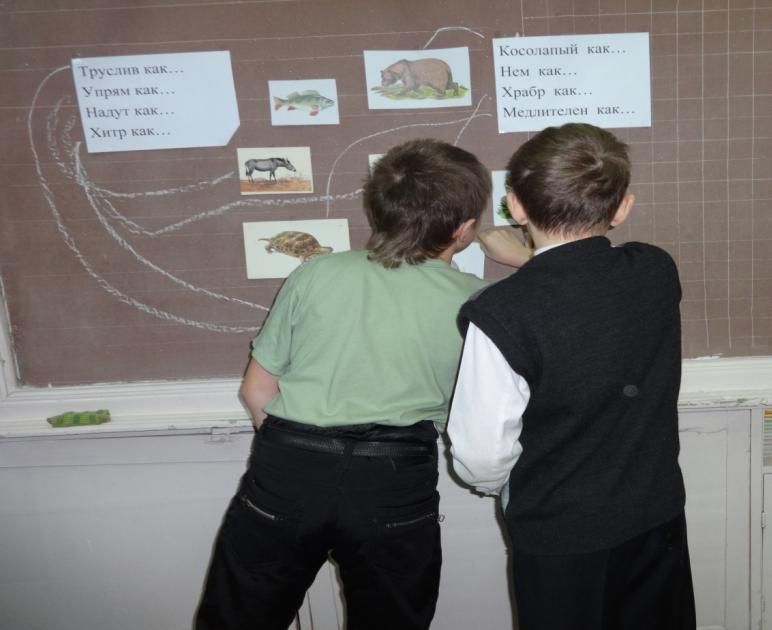 Труслив как…
Упрям как…
Надут как…
Хитр как…
Косолапый как…
Нем как…
Храбр как…
Медлителен как…